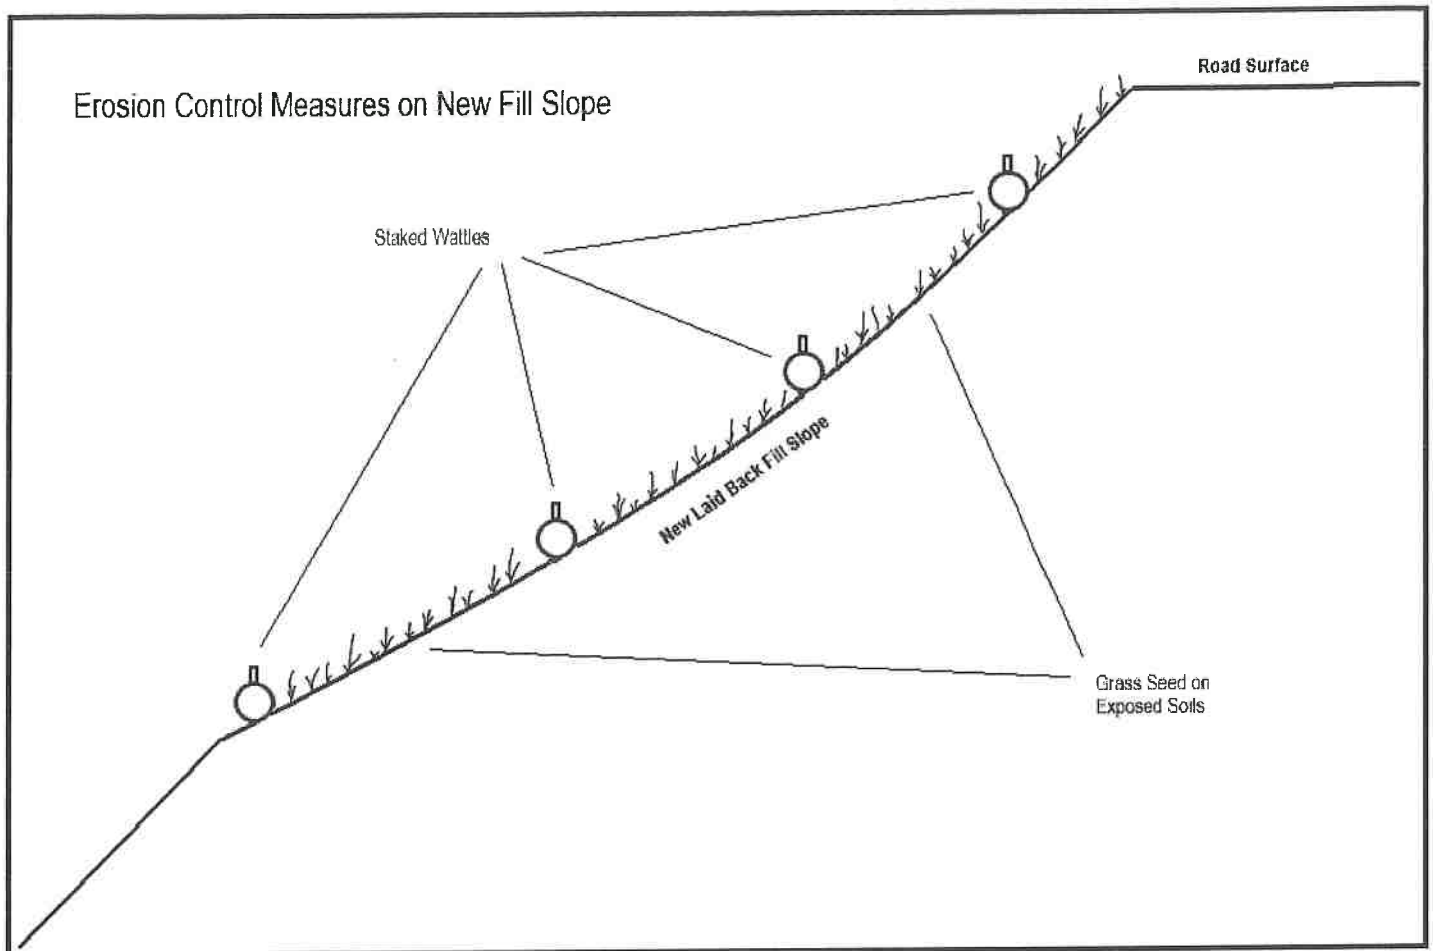 Road Surface
Erosion Control Measures on New Fill Slope
Staked Wattles
New Laid Back Fill Slope
Grass Seed on
Exposed Soils